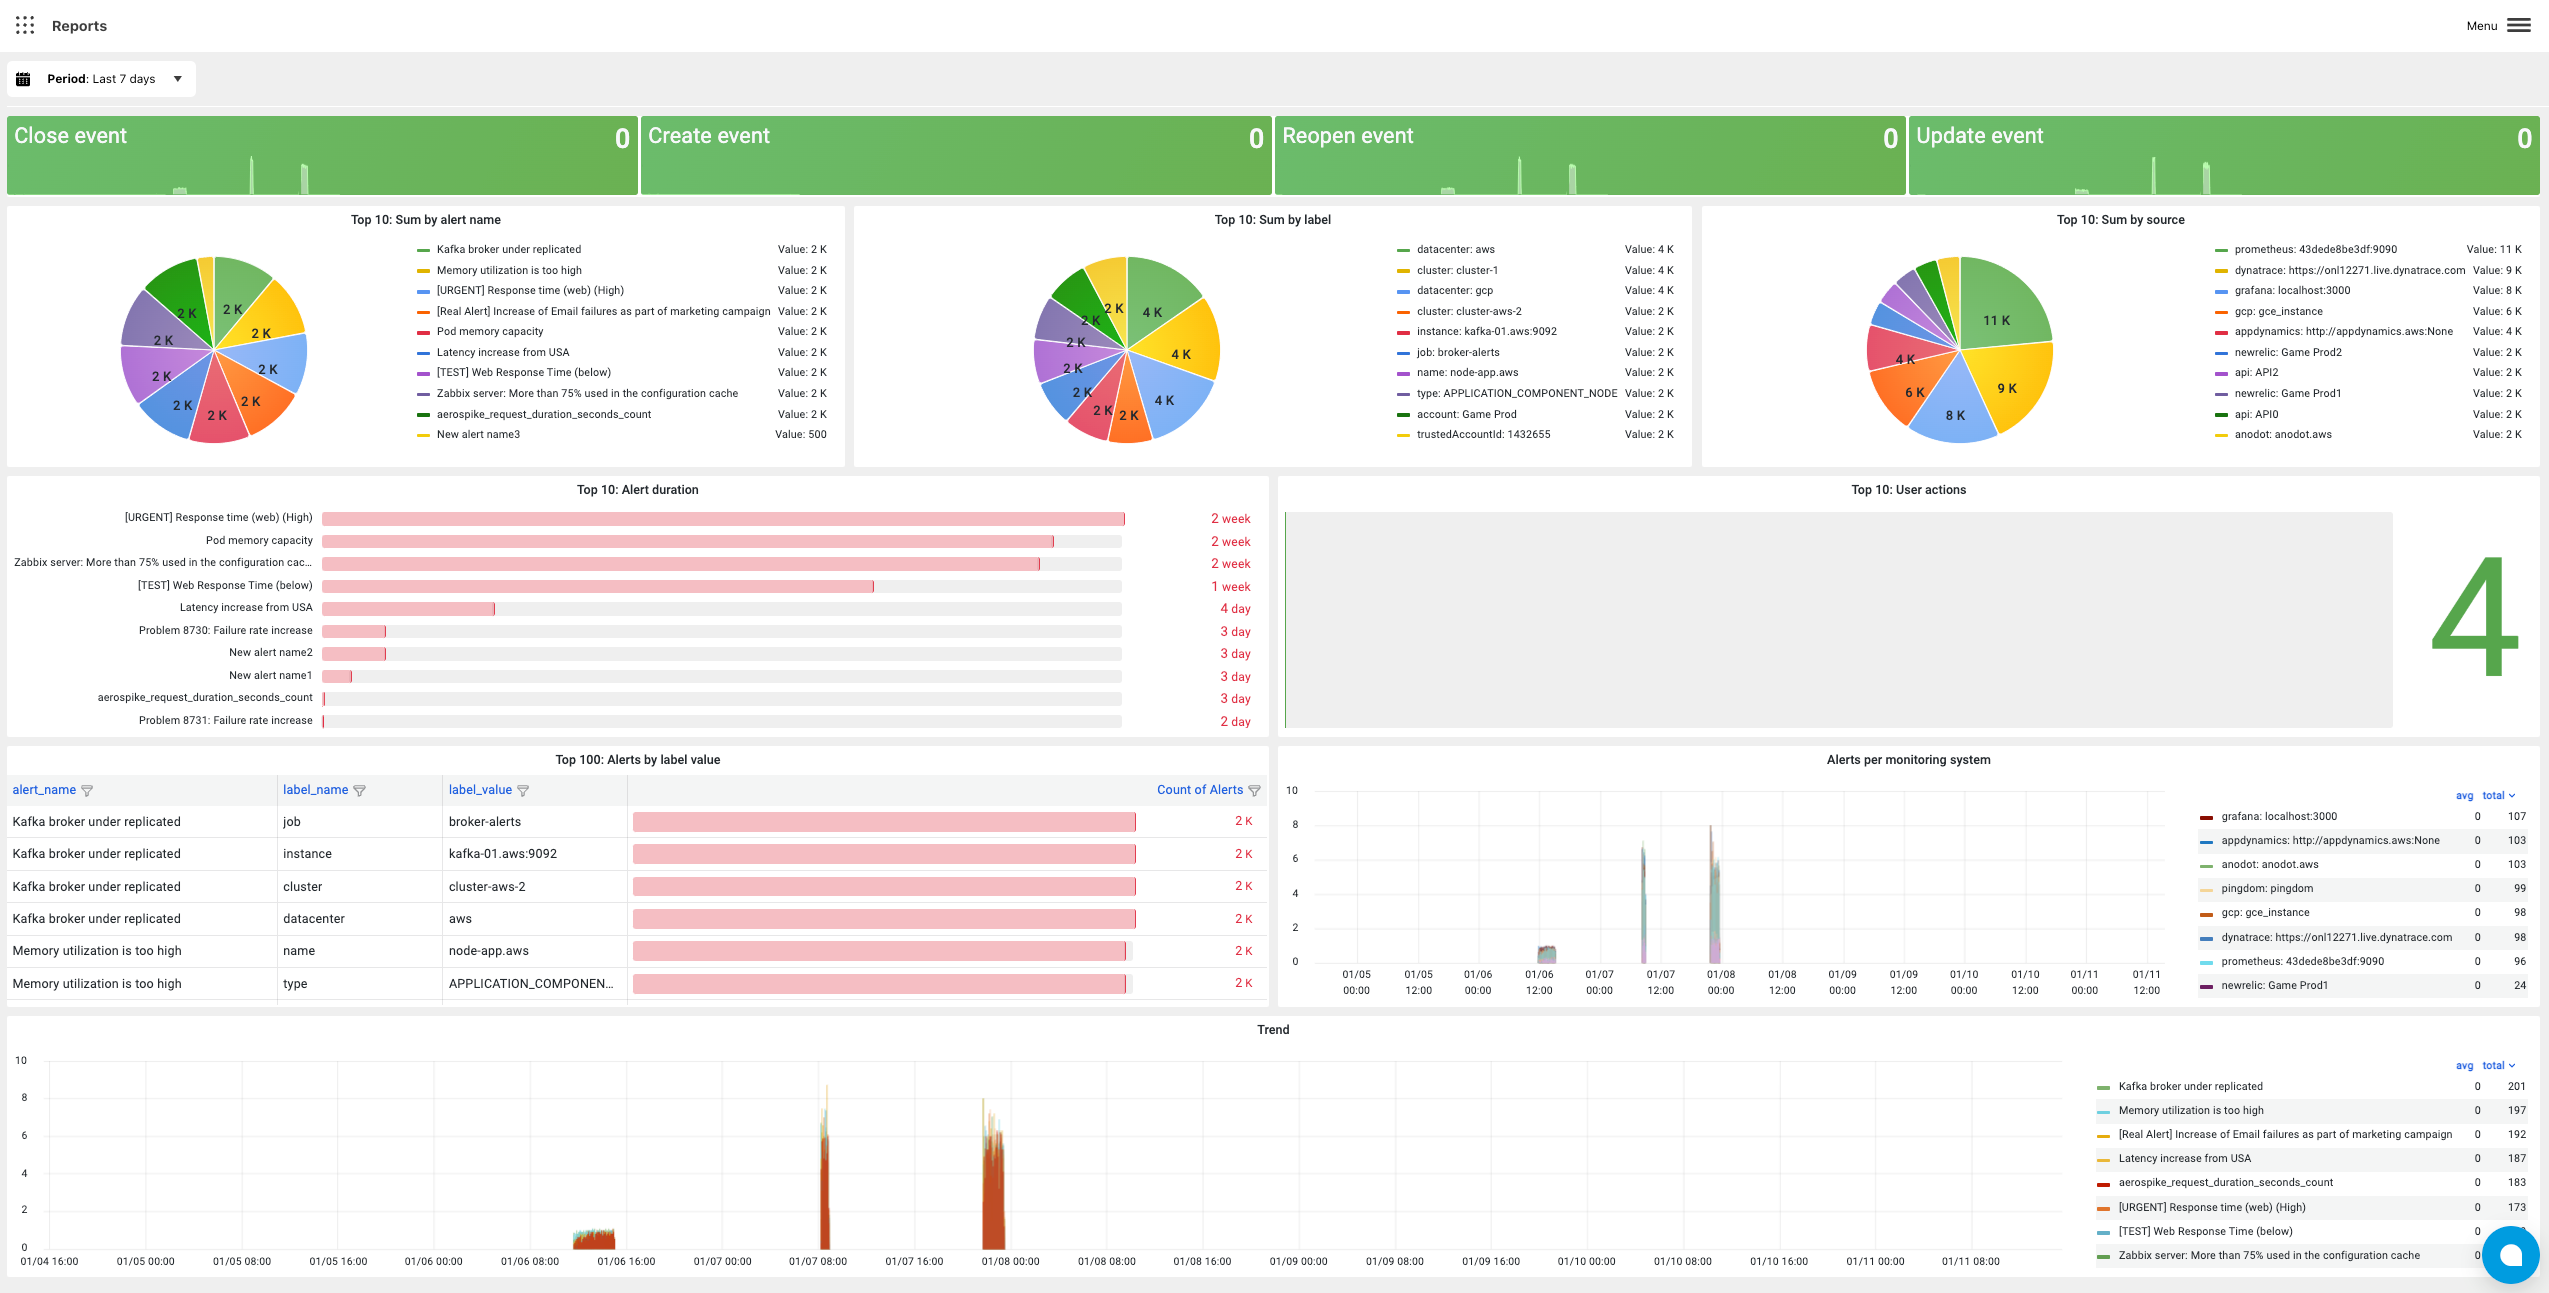 Reports
Menu
Period: Last 7 days
Close event 0
Create event 0
Reopen event 0
Update event 0
Top 10: Sum by alert name
2 K
2 K
2 K
2 K
2 K
2 K
2 K
2 K
2 K
Kafka broker under replicated Value: 2 K
Memory utilization is too high Value: 2 K
[URGENT] Response time (web) (High) Value: 2 K
[Real Alert] Increase of Email failures as part of marketing campaign Value: 2 K
Pod memory capacity Value: 2 K
Latency increase from USA Value: 2 K
[TEST] Web Response Time (below) Value: 2 K
Zabbix server: More than 75% used in the configuration cache Value: 2 K
aerospike_request_duration_seconds_count Value: 2 K
New alert name3 Value: 500
Top 10: Sum by label
4 K
4 K
4 K
2 K
2 K
2 K
2 K
2 K
2 K
2 K
datacenter: aws Value: 4 K
cluster: cluster-1 Value: 4 K
datacenter: gcp Value: 4 K
cluster: cluster-aws-2 Value: 2 K
instance: kafka-01.aws:9092 Value: 2 K
job: broker-alerts Value: 2 K
name: node-app.aws Value: 2 K
type: APPLICATION_COMPONENT_NODE Value: 2 K
account: Game Prod Value: 2 K
trustedAccountId: 1432655 Value: 2 K
Top 10: Sum by source
11 K
9 K
8 K
6 K
4 K
prometheus: 43dede8be3df:9090 Value: 11 K
dynatrace: https://onl12271.live.dynatrace.com Value: 9 K
grafana: localhost:3000 Value: 8 K
gcp: gce_instance Value: 6 K
appdynamics: http://appdynamics.aws:None Value: 4 K
newrelic: Game Prod2 Value: 2 K
api: API2 Value: 2 K
newrelic: Game Prod1 Value: 2 K
api: API0 Value: 2 K
anodot: anodot.aws Value: 2 K
Top 10: Alert duration
[URGENT] Response time (web) (High) 2 week
Pod memory capacity 2 week
Zabbix server: More than 75% used in the configuration cac... 2 week
[TEST] Web Response Time (below) 1 week
Latency increase from USA 4 day
Problem 8730: Failure rate increase 3 day
New alert name2 3 day
New alert name1 3 day
aerospike_request_duration_seconds_count 3 day
Problem 8731: Failure rate increase 2 day
Top 10: User actions
4
Top 100: Alerts by label value
alert_name label_name label_value Count of Alerts
Kafka broker under replicated job broker-alerts 2 K
Kafka broker under replicated instance kafka-01.aws:9092 2 K
Kafka broker under replicated cluster cluster-aws-2 2 K
Kafka broker under replicated datacenter aws 2 K
Memory utilization is too high name node-app.aws 2 K
Memory utilization is too high type APPLICATION_COMPONEN... 2 K
Alerts per monitoring system
10
8
6
4
2
0
01/05 01/05 01/06 01/06 01/07 01/07 01/08 01/08 01/09 01/09 01/10 01/10 01/11 01/11
00:00 12:00 00:00 12:00 00:00 12:00 00:00 12:00 00:00 12:00 00:00 12:00 00:00 12:00
avg total
grafana: localhost:3000 0 107
appdynamics: http://appdynamics.aws:None 0 103
anodot: anodot.aws 0 103
pingdom: pingdom 0 99
gcp: gce_instance 0 98
dynatrace: https://onl12271.live.dynatrace.com 0 98
prometheus: 43dede8be3df:9090 0 96
newrelic: Game Prod1 0 24
Trend
10
8
6
4
2
0
01/04 16:00 01/05 00:00 01/05 08:00 01/05 16:00 01/06 00:00 01/06 08:00 01/06 16:00 01/07 00:00 01/07 08:00 01/07 16:00 01/08 00:00 01/08 08:00 01/08 16:00 01/09 00:00 01/09 08:00 01/09 16:00 01/10 00:00 01/10 08:00 01/10 16:00 01/11 00:00 01/11 08:00
avg total
Kafka broker under replicated 0 201
Memory utilization is too high 0 197
[Real Alert] Increase of Email failures as part of marketing campaign 0 192
Latency increase from USA 0 187
aerospike_request_duration_seconds_count 0 183
[URGENT] Response time (web) (High) 0 173
[TEST] Web Response Time (below) 0
Zabbix server: More than 75% used in the configuration cache 0